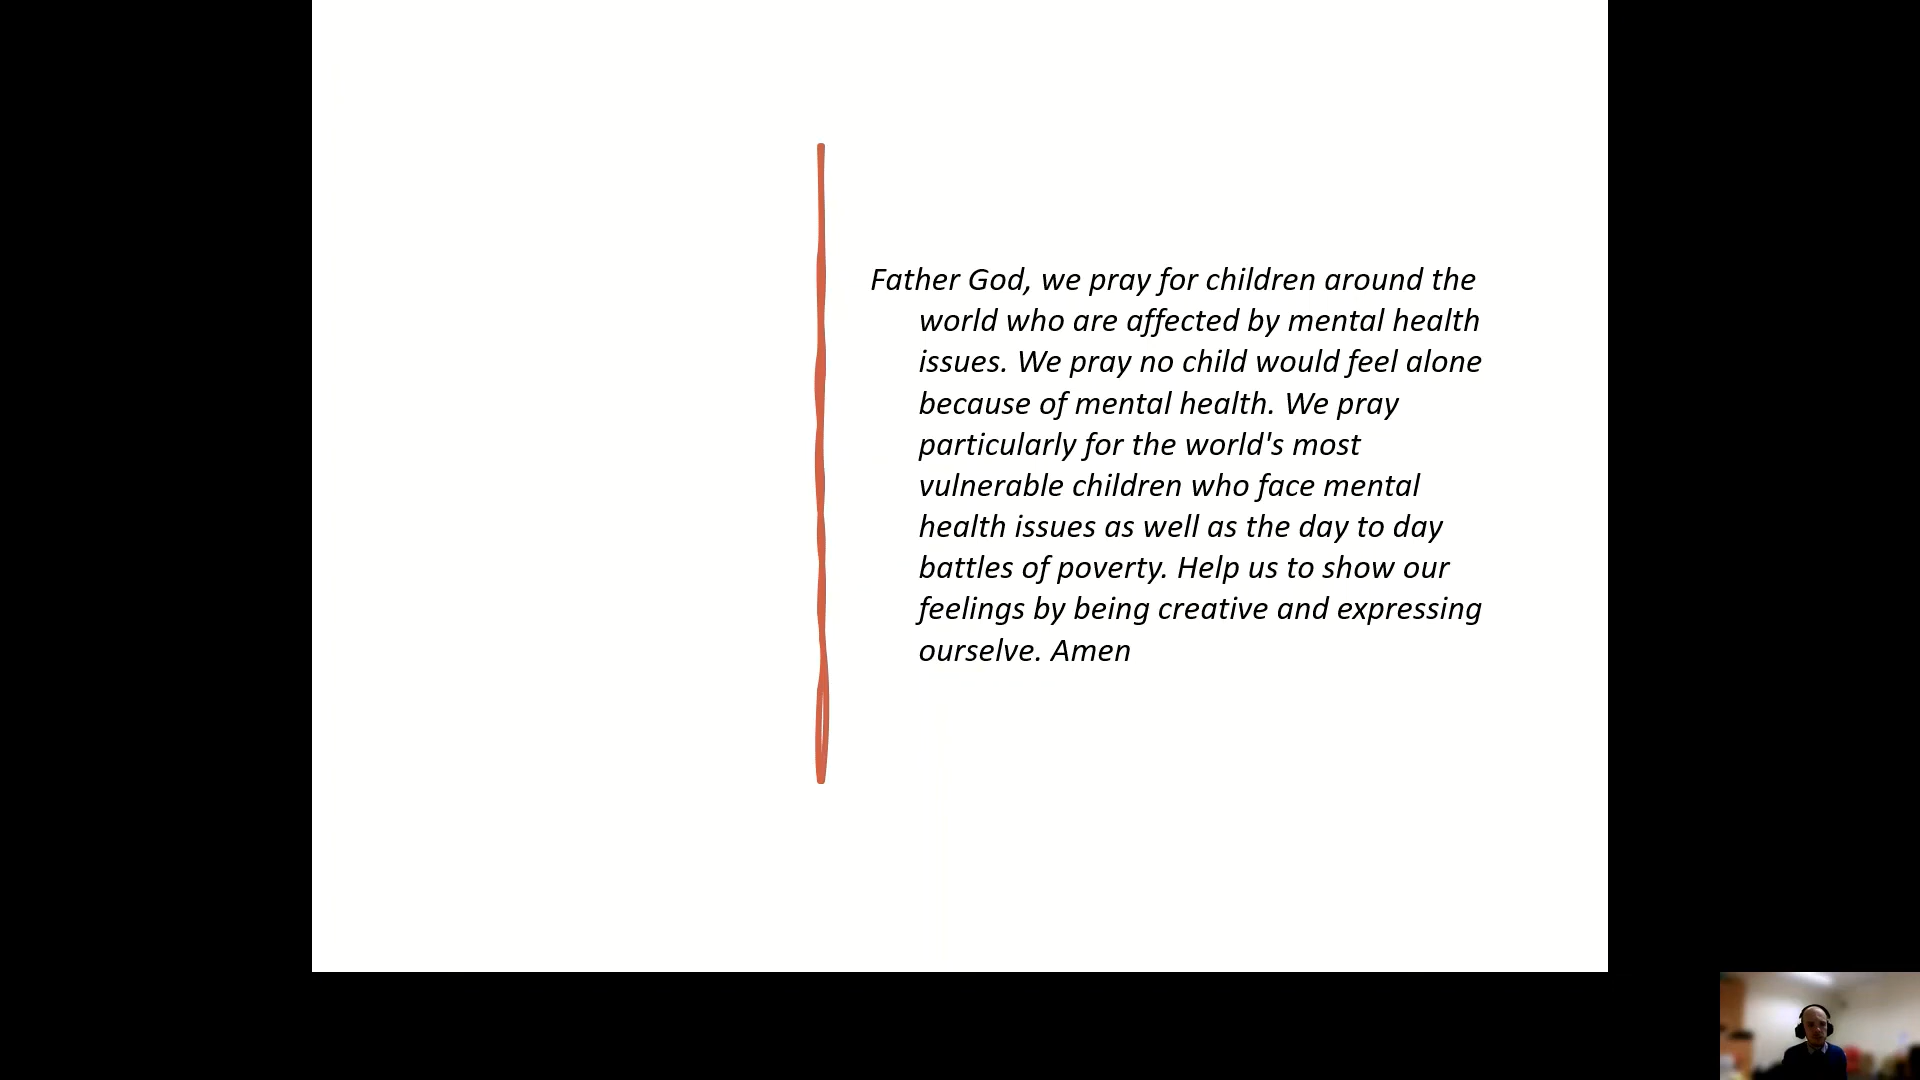 Father God, we pray for children around the
world who are affected by mental health
issues. We pray no child would feel alone
because of mental health. We pray
particularly for the world's most
vulnerable children who face mental
health issues as well as the day to day
battles of poverty. Help us to show our
feelings by being creative and expressing
ourselve. Amen